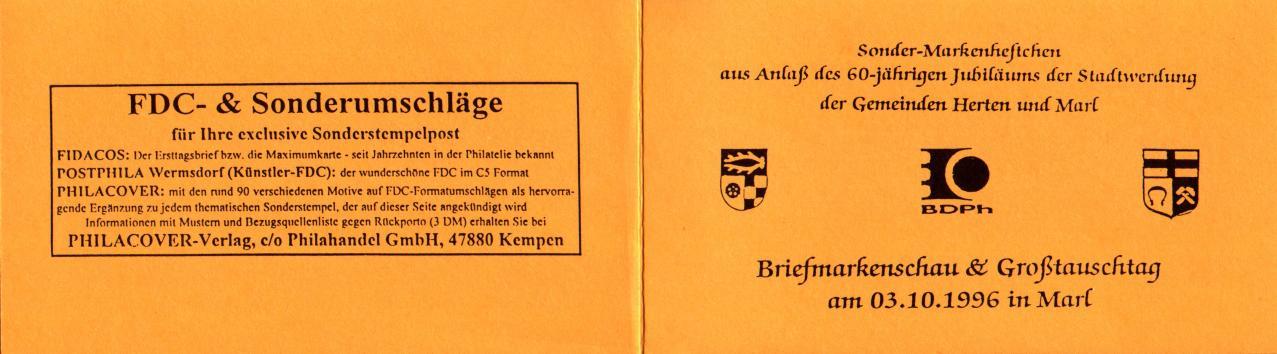 FDC- & Sonderumschläge
für Ihre exclusive Sonderstempelpost
FIDACOS: Der Ersttagsbrief bzw. die Maximumkarte - seit Jahrzehnten in der Philatelie bekannt
POSTPHILA Wermsdorf (Künstler-FDC): der wunderschöne FDC im C5 Format
PHILACOVER: mit den rund 90 verschiedenen Motive auf FDC-Formatumschlägen als hervorra-
gende Ergänzung zu jedem thematischen Sonderstempel, der auf dieser Seite angekündigt wird
Informationen mit Mustern und Bezugsquellenliste gegen Rückporto (3 DM) erhalten Sie bei
PHILACOVER-Verlag, c/o Philahandel GmbH, 47880 Kempen
Sonder-Markenheftchen
aus Anlaß des 60-jährigen Jubiläums der Stadtwerdung
der Gemeinden Herten und Marl
BDPh
Briefmarkenschau & Großtauschtag
am 03.10.1996 in Marl